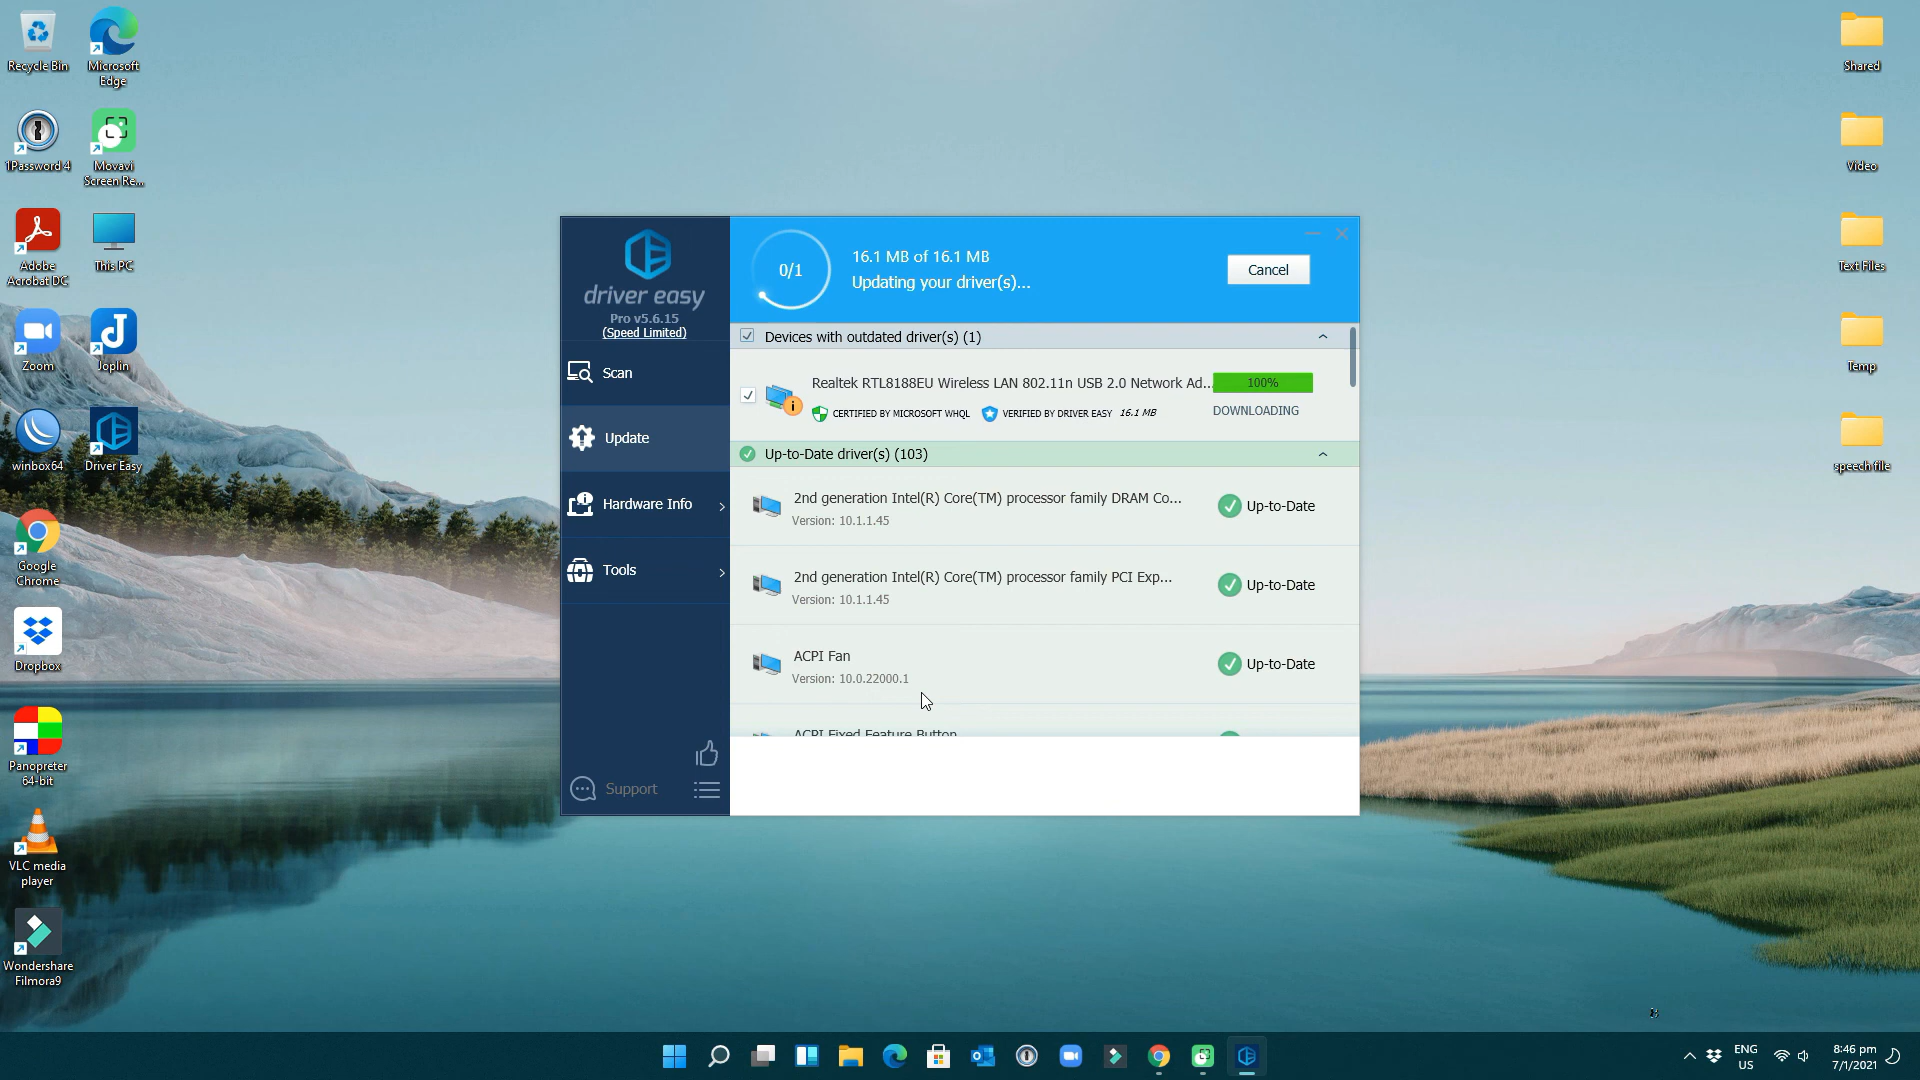 Recycle Bin
Microsoft
Edge
1Password 4
Movavi
Screen Re...
Adobe
Acrobat DC
This PC
Zoom
Joplin
winbox64
Driver Easy
Google
Chrome
Dropbox
Panopreter
64-bit
VLC media
player
Wondershare
Filmora9
driver easy
Pro v5.6.15
(Speed Limited)
Scan
Update
Hardware Info
Tools
Support
0/1
16.1 MB of 16.1 MB
Updating your driver(s)...
Cancel
Devices with outdated driver(s) (1)
Realtek RTL8188EU Wireless LAN 802.11n USB 2.0 Network Ad...
100%
CERTIFIED BY MICROSOFT WHQL
VERIFIED BY DRIVER EASY
16.1 MB
DOWNLOADING
Up-to-Date driver(s) (103)
2nd generation Intel(R) Core(TM) processor family DRAM Co...
Version: 10.1.1.45
Up-to-Date
2nd generation Intel(R) Core(TM) processor family PCI Exp...
Version: 10.1.1.45
Up-to-Date
ACPI Fan
Version: 10.0.22000.1
Up-to-Date
ACPI Fixed Feature Button
Shared
Video
Text Files
Temp
speech file
ENG
US
8:46 pm
7/1/2021